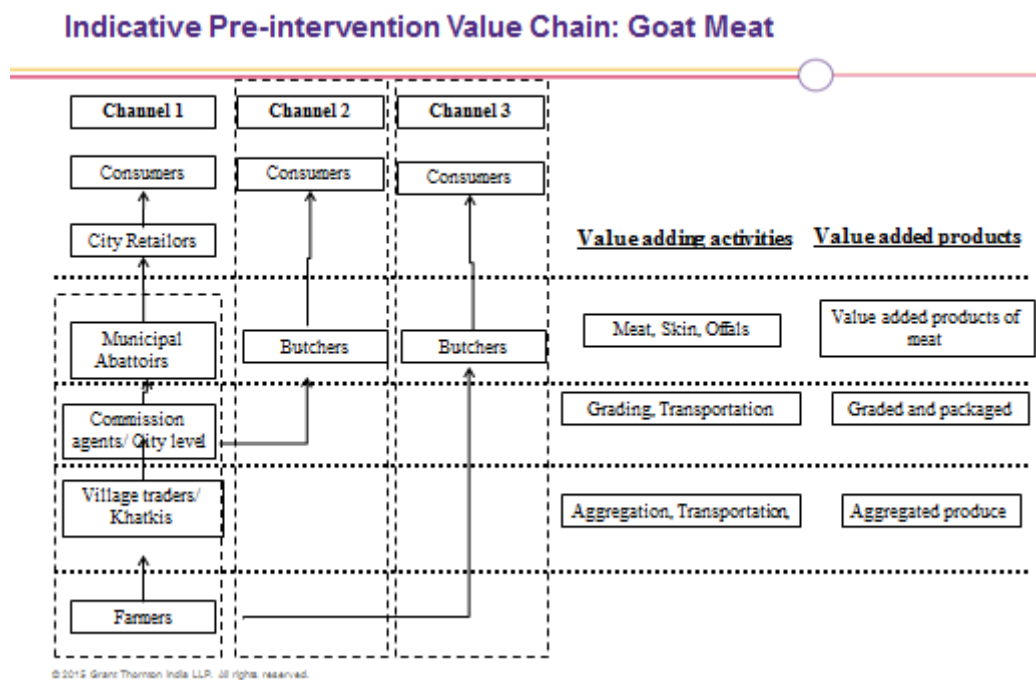 Indicative Pre-intervention Value Chain: Goat Meat
Channel 1
Channel 2
Channel 3
Consumers
Consumers
Consumers
City Retailors
Value adding activities
Value added products
Municipal
Abattoirs
Butchers
Butchers
Meat, Skin, Offals
Value added products of
meat
Commission
agents/ City level
Grading, Transportation
Graded and packaged
Village traders/
Khatkis
Aggregation, Transportation,
Aggregated produce
Farmers
© 2015 Grant Thornton India LLP. All rights reserved.